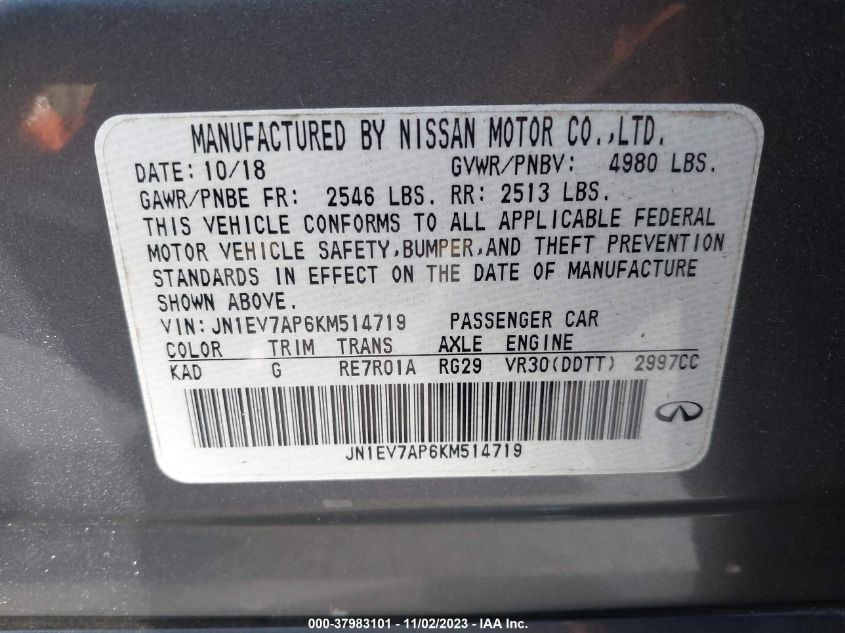 MANUFACTURED BY NISSAN MOTOR CO.,LTD.
DATE: 10/18 GVWR/PNBV: 4980 LBS.
GAWR/PNBE FR: 2546 LBS. RR: 2513 LBS.
THIS VEHICLE CONFORMS TO ALL APPLICABLE FEDERAL
MOTOR VEHICLE SAFETY,BUMPER,AND THEFT PREVENTION
STANDARDS IN EFFECT ON THE DATE OF MANUFACTURE
SHOWN ABOVE.
VIN:JN1EV7AP6KM514719 PASSENGER CAR
COLOR TRIM TRANS AXLE ENGINE
KAD G RE7R01A RG29 VR30(DDTT) 2997CC
JN1EV7AP6KM514719
000-37983101 - 11/02/2023 - IAA Inc.